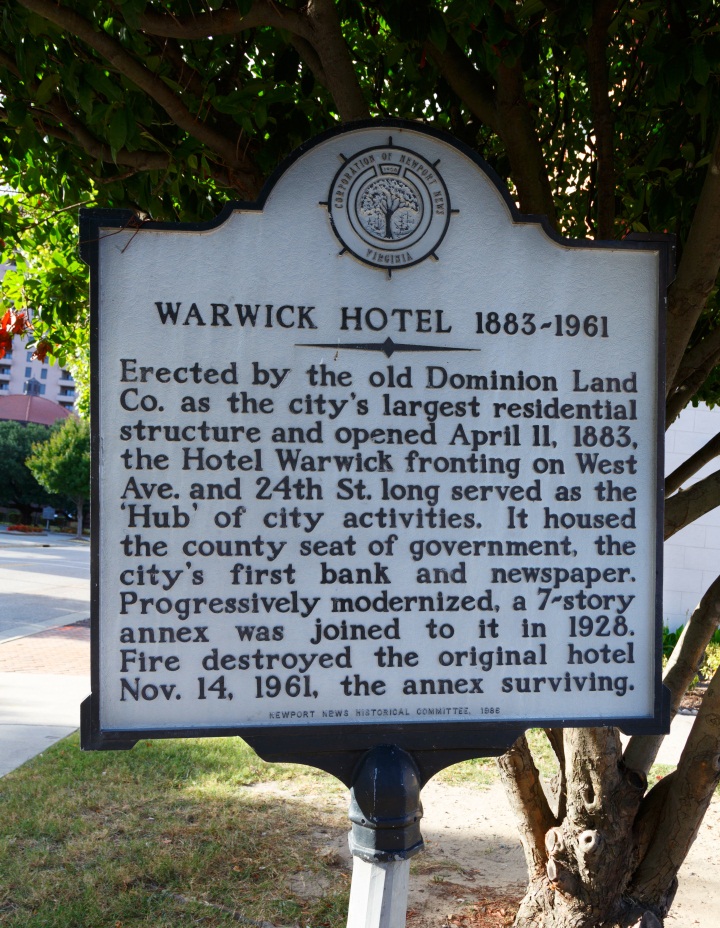 CORPORATION OF NEWPORT NEWS
VIRGINIA
WARWICK HOTEL 1883-1961
Erected by the old Dominion Land
Co. as the city's largest residential
structure and opened April 11, 1883,
the Hotel Warwick fronting on West
Ave. and 24th St. long served as the
'Hub' of city activities. It housed
the county seat of government, the
city's first bank and newspaper.
Progressively modernized, a 7-story
annex was joined to it in 1928.
Fire destroyed the original hotel
Nov. 14, 1961, the annex surviving.
NEWPORT NEWS HISTORICAL COMMITTEE, 1986